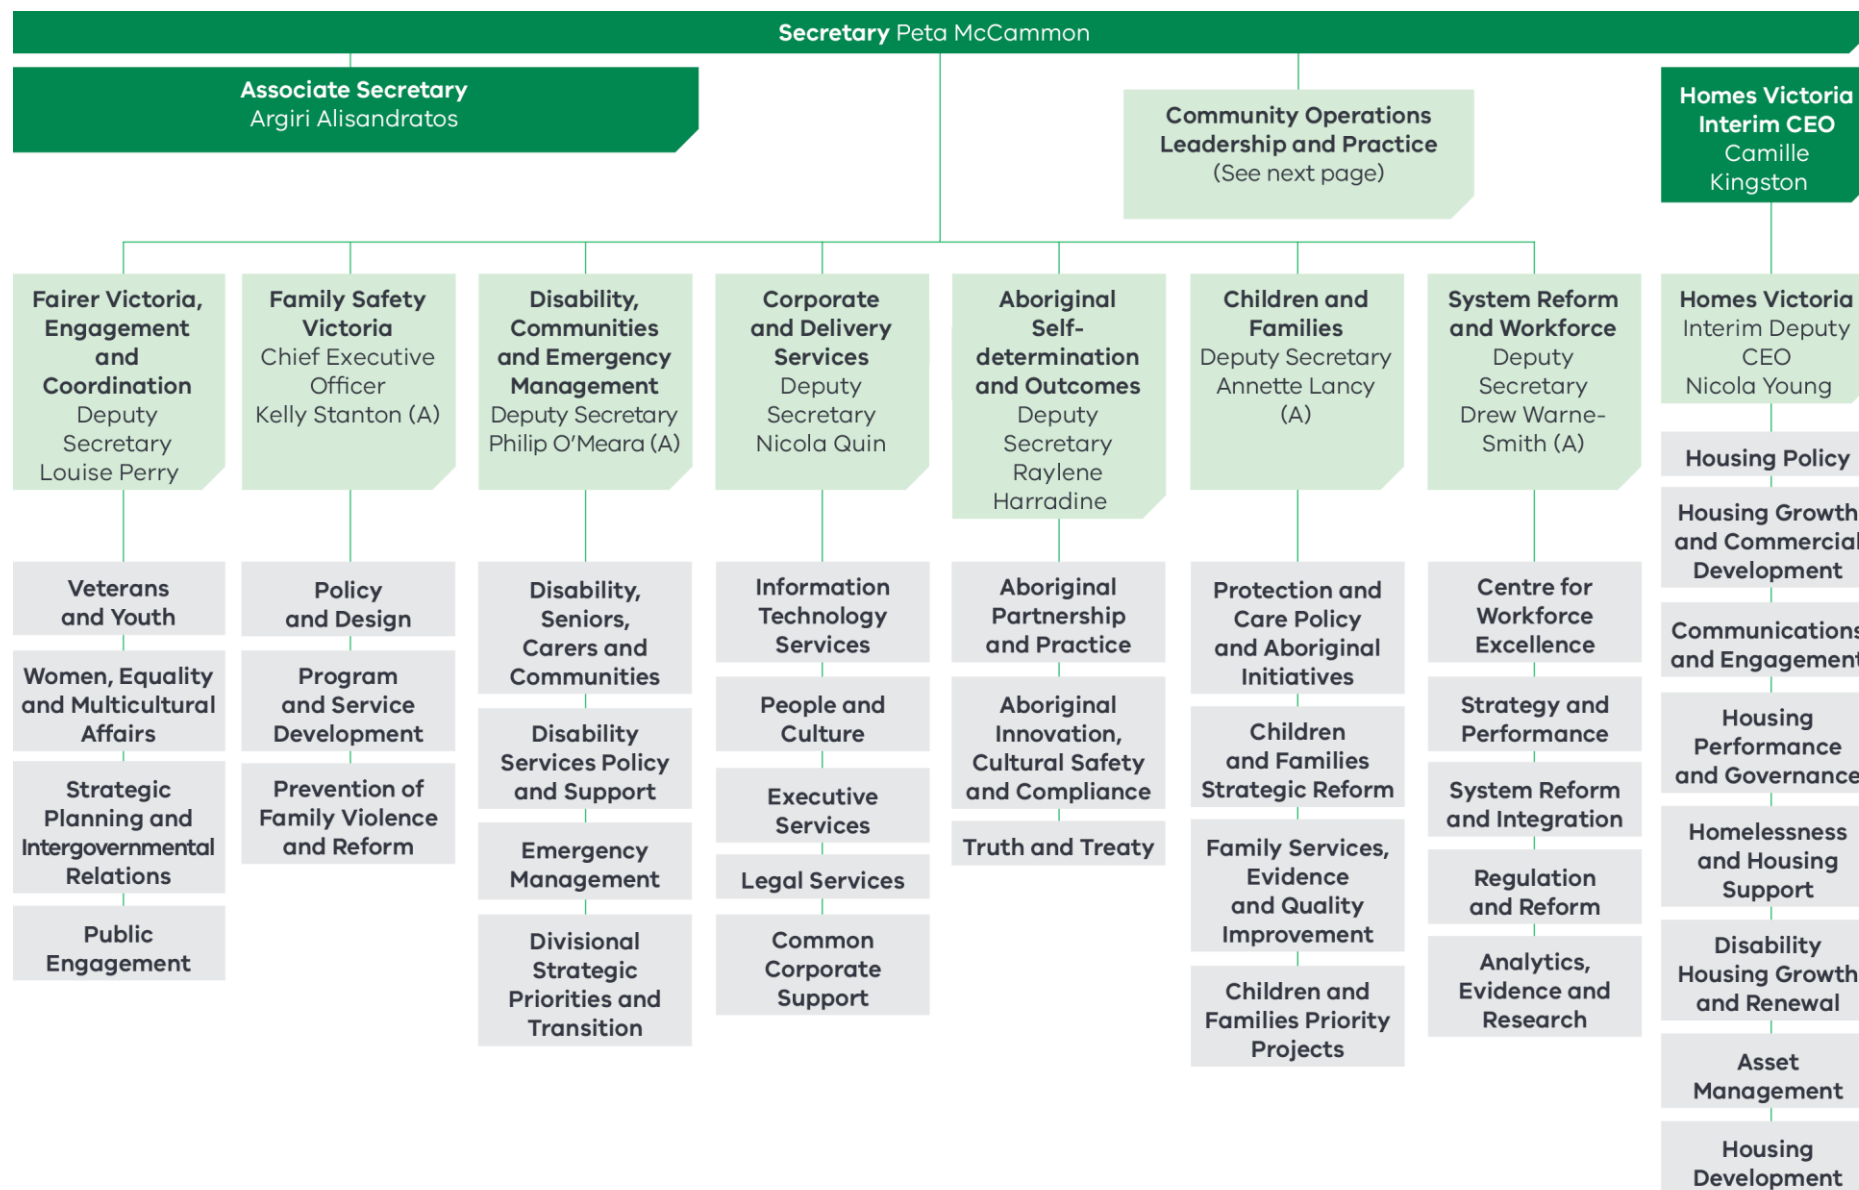 Secretary Peta McCammon
Associate Secretary
Argiri Alisandratos
Community Operations
Leadership and Practice
(See next page)
Homes Victoria
Interim CEO
Camille
Kingston
Fairer Victoria,
Engagement
and
Coordination
Deputy
Secretary
Louise Perry
Veterans
and Youth
Women, Equality
and Multicultural
Affairs
Strategic
Planning and
Intergovernmental
Relations
Public
Engagement
Family Safety
Victoria
Chief Executive
Officer
Kelly Stanton (A)
Policy
and Design
Program
and Service
Development
Prevention of
Family Violence
and Reform
Disability,
Communities
and Emergency
Management
Deputy Secretary
Philip O’Meara (A)
Disability,
Seniors,
Carers and
Communities
Disability
Services Policy
and Support
Emergency
Management
Divisional
Strategic
Priorities and
Transition
Corporate
and Delivery
Services
Deputy
Secretary
Nicola Quin
Information
Technology
Services
People and
Culture
Executive
Services
Legal Services
Common
Corporate
Support
Aboriginal
Self-
determination
and Outcomes
Deputy
Secretary
Raylene
Harradine
Aboriginal
Partnership
and Practice
Aboriginal
Innovation,
Cultural Safety
and Compliance
Truth and Treaty
Children and
Families
Deputy Secretary
Annette Lancy
(A)
Protection and
Care Policy
and Aboriginal
Initiatives
Children
and Families
Strategic Reform
Family Services,
Evidence
and Quality
Improvement
Children and
Families Priority
Projects
System Reform
and Workforce
Deputy
Secretary
Drew Warne-
Smith (A)
Centre for
Workforce
Excellence
Strategy and
Performance
System Reform
and Integration
Regulation
and Reform
Analytics,
Evidence and
Research
Homes Victoria
Interim Deputy
CEO
Nicola Young
Housing Policy
Housing Growth
and Commercial
Development
Communications
and Engagement
Housing
Performance
and Governance
Homelessness
and Housing
Support
Disability
Housing Growth
and Renewal
Asset
Management
Housing
Development